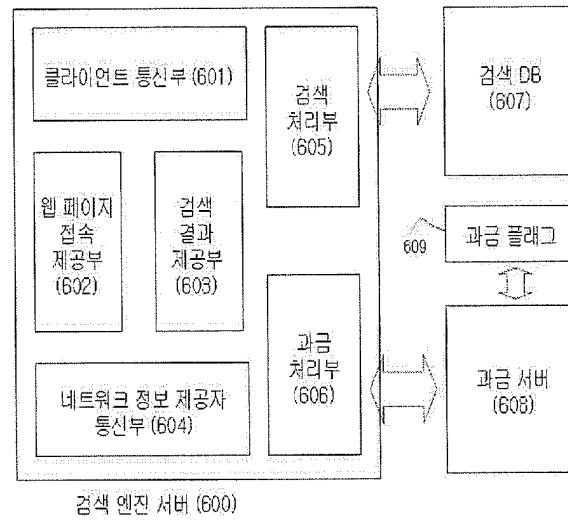 클라이언트 통신부 (601)
검색
처리부
(605)
검색 DB
(607)
웹 페이지
접속
제공부
(602)
검색
결과
제공부
(603)
609
과금 플래그
과금
처리부
(606)
과금 서버
(608)
네트워크 정보 제공자
통신부 (604)
검색 엔진 서버 (600)